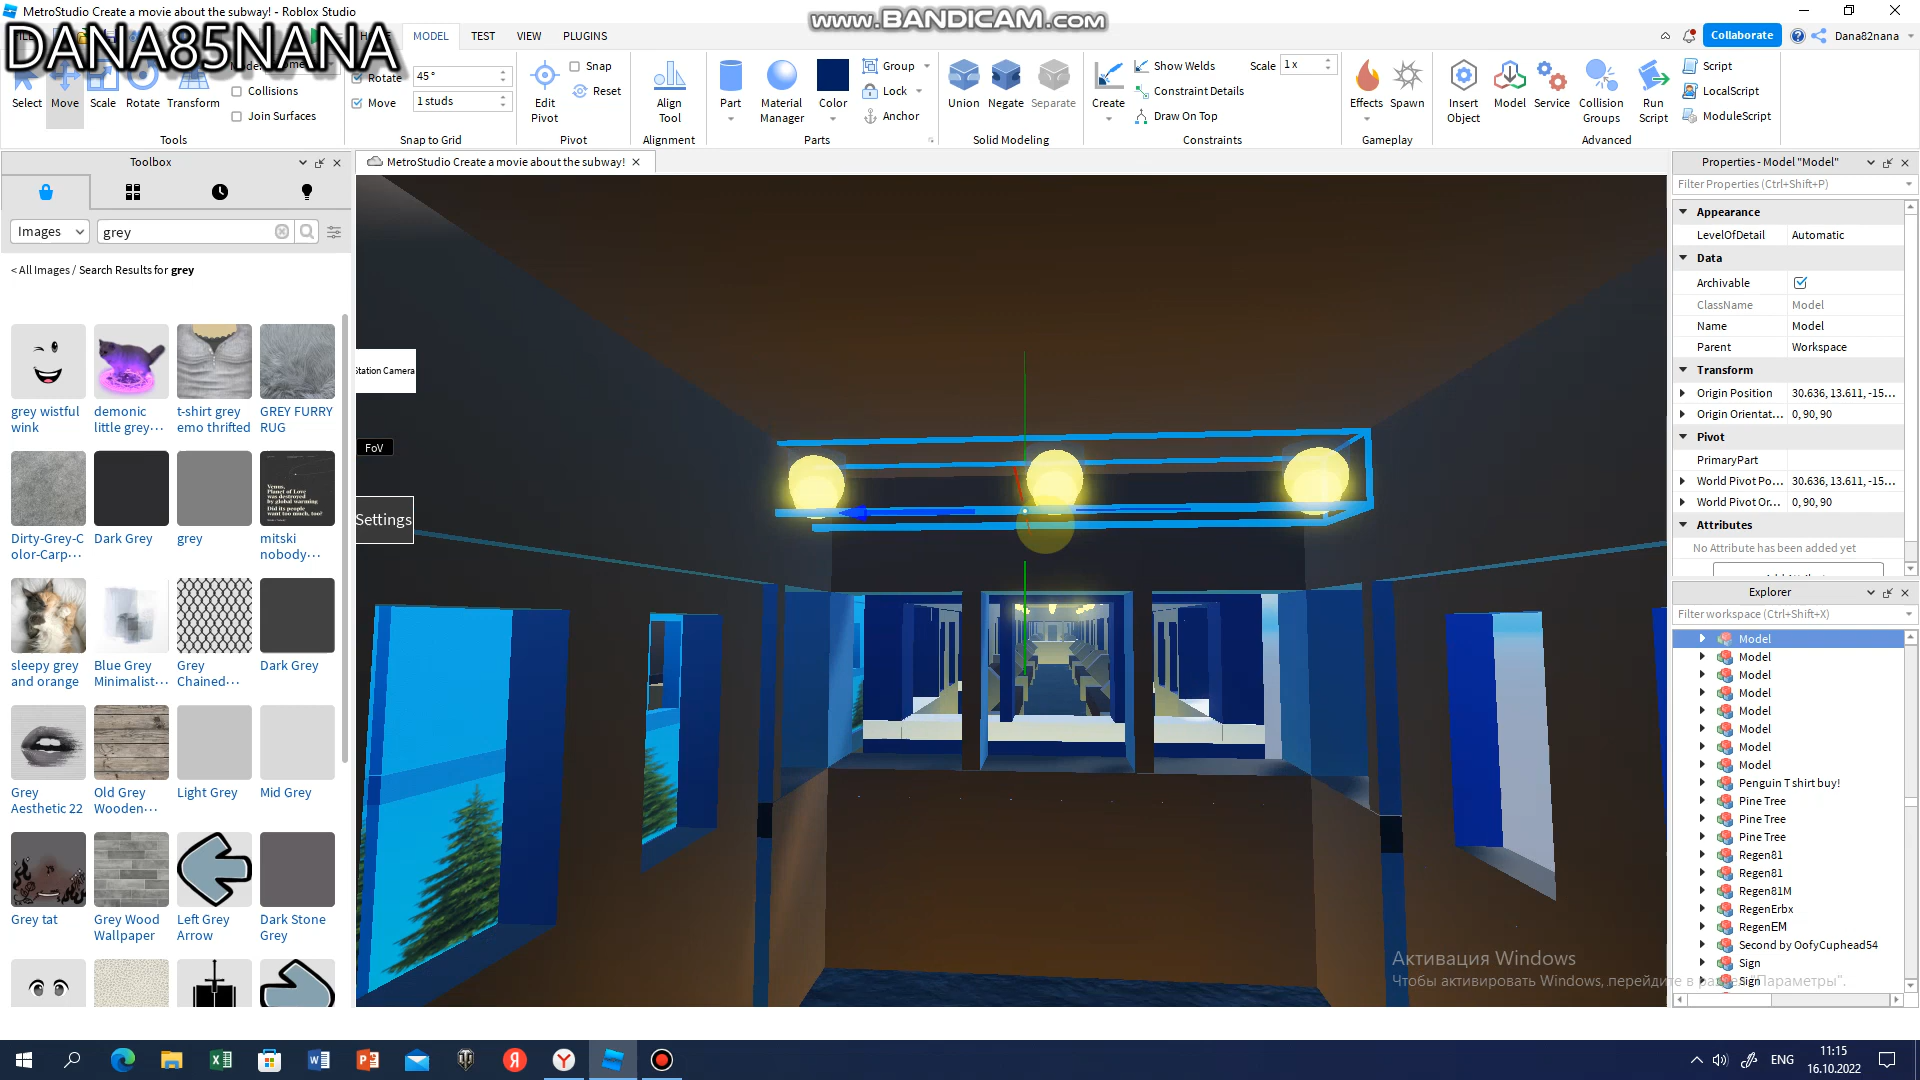 MetroStudio Create a movie about the subway! - Roblox Studio
www.BANDICAM.com
DANA85NANA
MODEL TEST VIEW PLUGINS
Collaborate
Dana82nana
Select Move Scale Rotate Transform
Collisions
Join Surfaces
Tools
Rotate 45°
Move 1 studs
Snap to Grid
Edit Pivot
Snap
Reset
Pivot
Align Tool
Alignment
Part
Material Manager
Color
Group
Lock
Anchor
Parts
Union Negate Separate
Solid Modeling
Create
Show Welds
Constraint Details
Draw On Top
Scale 1 x
Constraints
Effects Spawn
Gameplay
Insert Object
Model
Service
Collision Groups
Run Script
Script
LocalScript
ModuleScript
Advanced
Toolbox
Images
grey
< All Images / Search Results for grey
grey wistful wink
demonic little grey···
t-shirt grey emo thrifted
GREY FURRY RUG
Dirty-Grey-Color-Carp···
Dark Grey
grey
mitski nobody···
sleepy grey and orange
Blue Grey Minimalist···
Grey Chained···
Dark Grey
Grey Aesthetic 22
Old Grey Wooden···
Light Grey
Mid Grey
Grey tat
Grey Wood Wallpaper
Left Grey Arrow
Dark Stone Grey
MetroStudio Create a movie about the subway!
Station Camera
FoV
Settings
Properties - Model "Model"
Filter Properties (Ctrl+Shift+P)
Appearance
LevelOfDetail Automatic
Data
Archivable
ClassName Model
Name Model
Parent Workspace
Transform
Origin Position 30.636, 13.611, -15...
Origin Orientat... 0, 90, 90
Pivot
PrimaryPart
World Pivot Po... 30.636, 13.611, -15...
World Pivot Or... 0, 90, 90
Attributes
No Attribute has been added yet
Explorer
Filter workspace (Ctrl+Shift+X)
Model
Model
Model
Model
Model
Model
Model
Model
Penguin T shirt buy!
Pine Tree
Pine Tree
Pine Tree
Regen81
Regen81
Regen81M
RegenErbx
RegenEM
Second by OofyCuphead54
Sign
Sign
Активация Windows
Чтобы активировать Windows, перейдите в раздел "Параметры".
ENG
11:15
16.10.2022